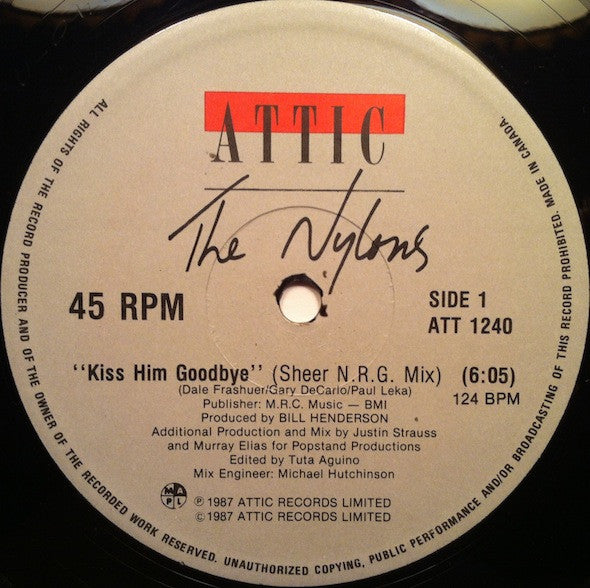 ATTIC
The Nylons
45 RPM
SIDE 1
ATT 1240
"Kiss Him Goodbye" (Sheer N.R.G. Mix) (6:05)
124 BPM
(Dale Frashuer/Gary DeCario/Paul Leka)
Publisher: M.R.C. Music — BMI
Produced by BILL HENDERSON
Additional Production and Mix by Justin Strauss
and Murray Elias for Popstand Productions
Edited by Tuta Aguino
Mix Engineer: Michael Hutchinson
MAPL
℗ 1987 ATTIC RECORDS LIMITED
© 1987 ATTIC RECORDS LIMITED
ALL RIGHTS OF THE RECORD PRODUCER AND OF THE OWNER OF THE RECORDED WORK RESERVED. UNAUTHORIZED COPYING, PUBLIC PERFORMANCE AND/OR BROADCASTING OF THIS RECORD PROHIBITED. MADE IN CANADA.